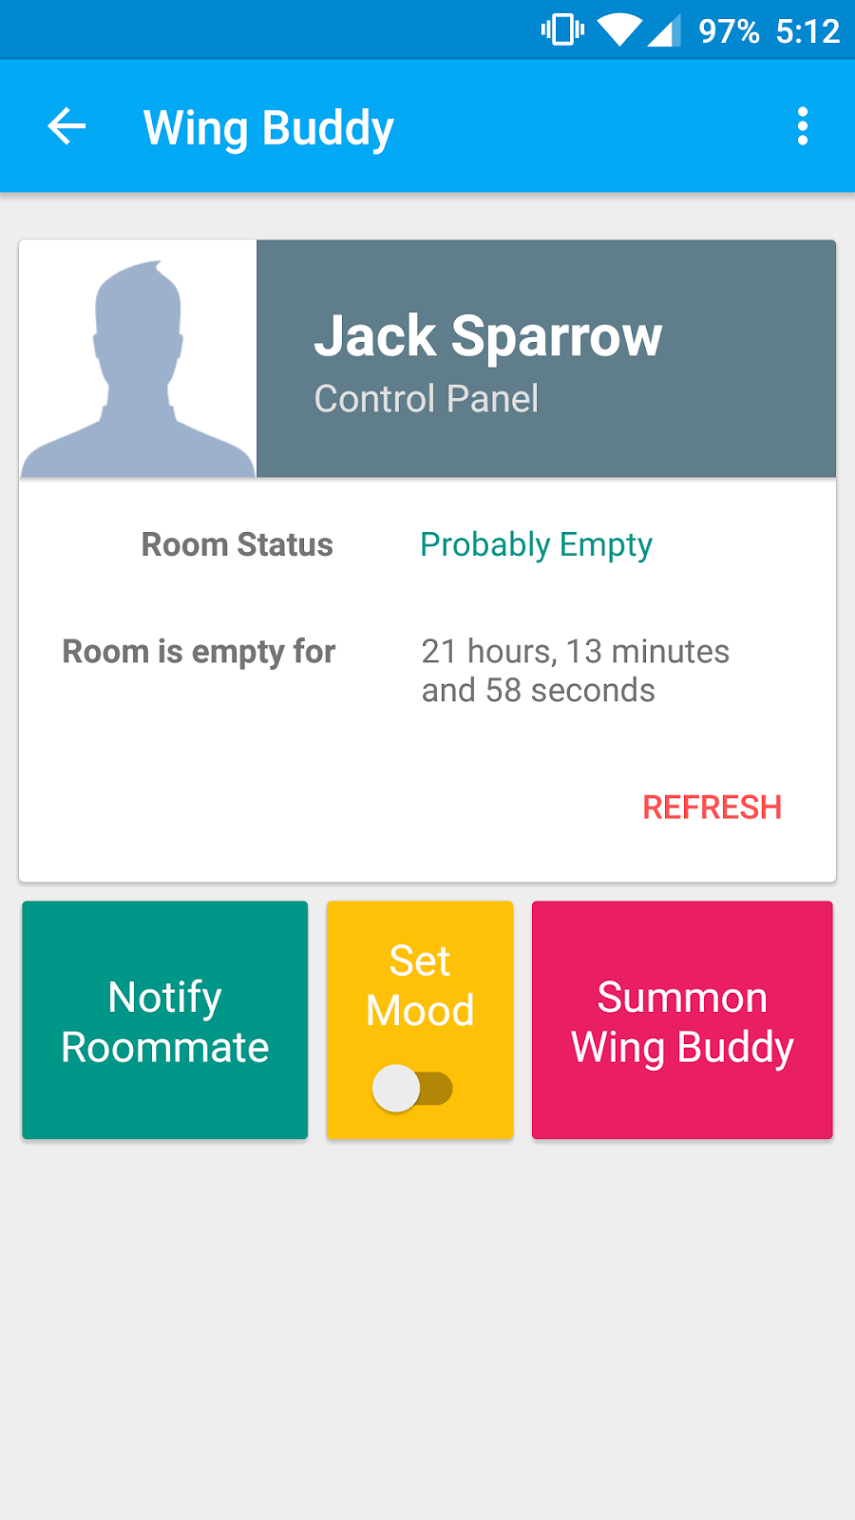 97% 5:12
Wing Buddy
Jack Sparrow
Control Panel
Room Status
Probably Empty
Room is empty for
21 hours, 13 minutes
and 58 seconds
REFRESH
Notify
Roommate
Set
Mood
Summon
Wing Buddy